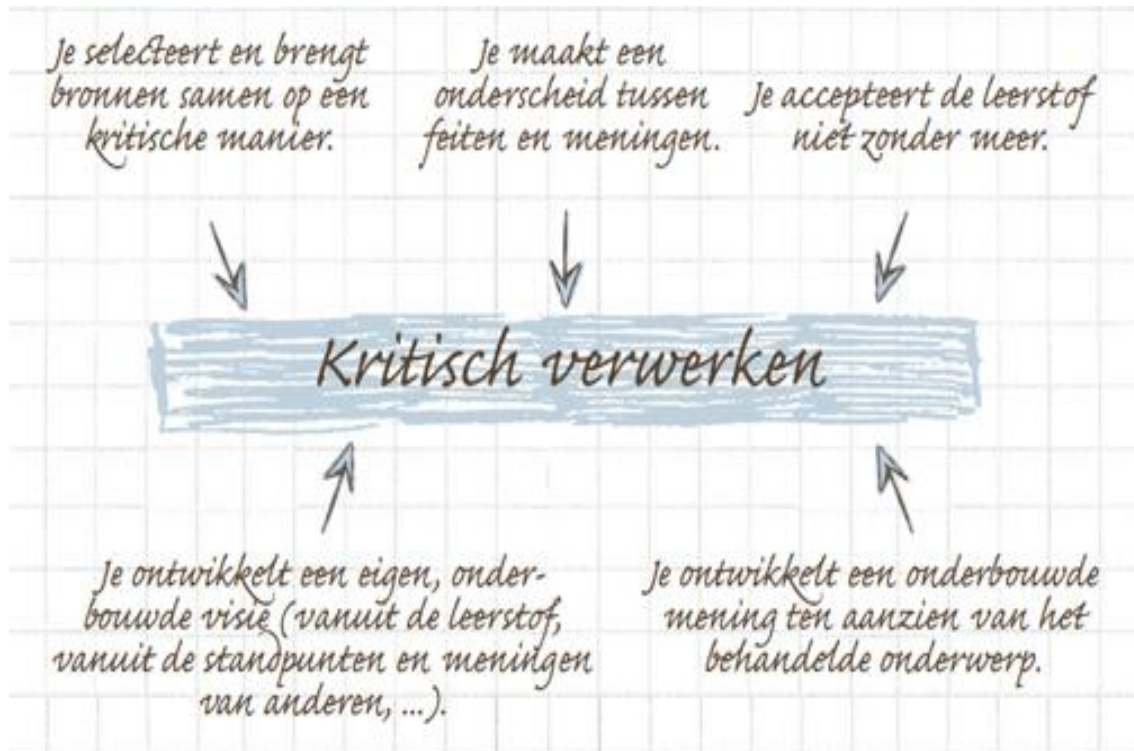 Je selecteert en brengt
bronnen samen op een
kritische manier.
Je maakt een
onderscheid tussen
feiten en meningen.
Je accepteert de leerstof
niet zonder meer.
Kritisch verwerken
Je ontwikkelt een eigen, onder-
bouwde visie (vanuit de leerstof,
vanuit de standpunten en meningen
van anderen, ...).
Je ontwikkelt een onderbouwde
mening ten aanzien van het
behandelde onderwerp.